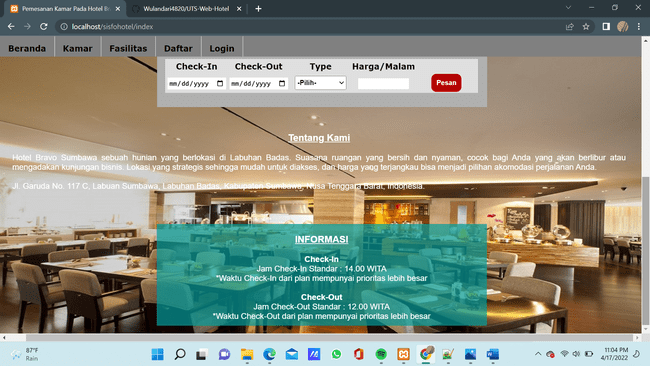 Pemesanan Kamar Pada Hotel B
Wulandari4820/UTS-Web-Hotel
localhost/sisfohotel/index
Beranda Kamar Fasilitas Daftar Login
Check-In Check-Out Type Harga/Malam
mm/dd/yyyy mm/dd/yyyy -Pilih- Pesan
Tentang Kami
Hotel Bravo Sumbawa sebuah hunian yang berlokasi di Labuhan Badas. Suasana ruangan yang bersih dan nyaman, cocok bagi Anda yang akan berlibur atau
mengadakan kunjungan bisnis. Lokasi yang strategis sehingga mudah untuk diakses, dan harga yang terjangkau bisa menjadi pilihan akomodasi perjalanan Anda.
Jl. Garuda No. 117 C, Labuan Sumbawa, Labuhan Badas, Kabupaten Sumbawa, Nusa Tenggara Barat, Indonesia.
INFORMASI
Check-In
Jam Check-In Standar : 14.00 WITA
*Waktu Check-In dari plan mempunyai prioritas lebih besar
Check-Out
Jam Check-Out Standar : 12.00 WITA
*Waktu Check-Out dari plan mempunyai prioritas lebih besar
87°F
Rain
11:04 PM
4/17/2022